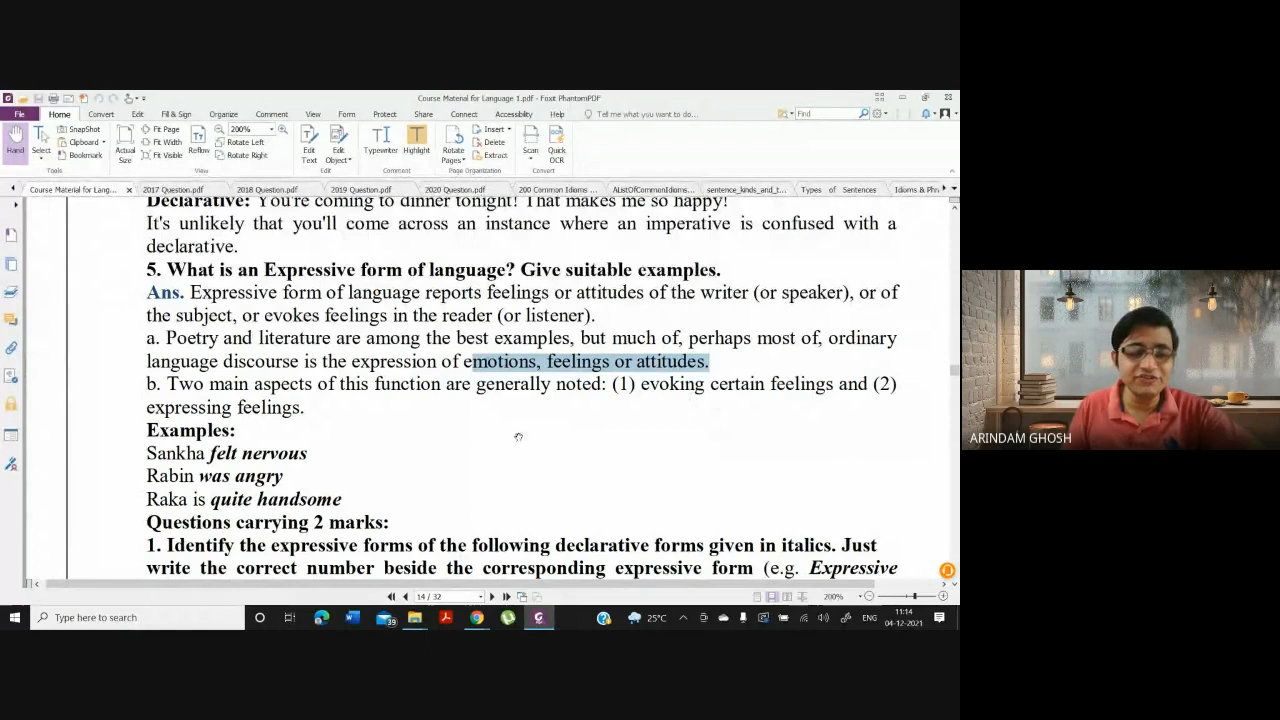 Course Material for Language 1.pdf - Foxit PhantomPDF
File Home Convert Edit Fill & Sign Organize Comment View Form Protect Share Connect Accessibility Help Tell me what you want to do... Find
Hand Select SnapShot Clipboard Bookmark Actual Size Fit Page Fit Width Fit Visible Reflow 200% Rotate Left Rotate Right Edit Text Edit Object Typewriter Highlight Rotate Pages Insert Delete Extract Scan Quick OCR
Tools View Edit Comment Page Organization Convert
Course Material for Lang... 2017 Question.pdf 2018 Question.pdf 2019 Question.pdf 2020 Question.pdf 200 Common Idioms ... AListOfCommonIdioms... sentence_kinds_and_t... Types of Sentences Idioms & Phr
Declarative: You're coming to dinner tonight! That makes me so happy!
It's unlikely that you'll come across an instance where an imperative is confused with a
declarative.
5. What is an Expressive form of language? Give suitable examples.
Ans. Expressive form of language reports feelings or attitudes of the writer (or speaker), or of
the subject, or evokes feelings in the reader (or listener).
a. Poetry and literature are among the best examples, but much of, perhaps most of, ordinary
language discourse is the expression of emotions, feelings or attitudes.
b. Two main aspects of this function are generally noted: (1) evoking certain feelings and (2)
expressing feelings.
Examples:
Sankha felt nervous
Rabin was angry
Raka is quite handsome
Questions carrying 2 marks:
1. Identify the expressive forms of the following declarative forms given in italics. Just
write the correct number beside the corresponding expressive form (e.g. Expressive
14 / 32 200%
Type here to search 39 25°C ENG 11:14
04-12-2021
ARINDAM GHOSH